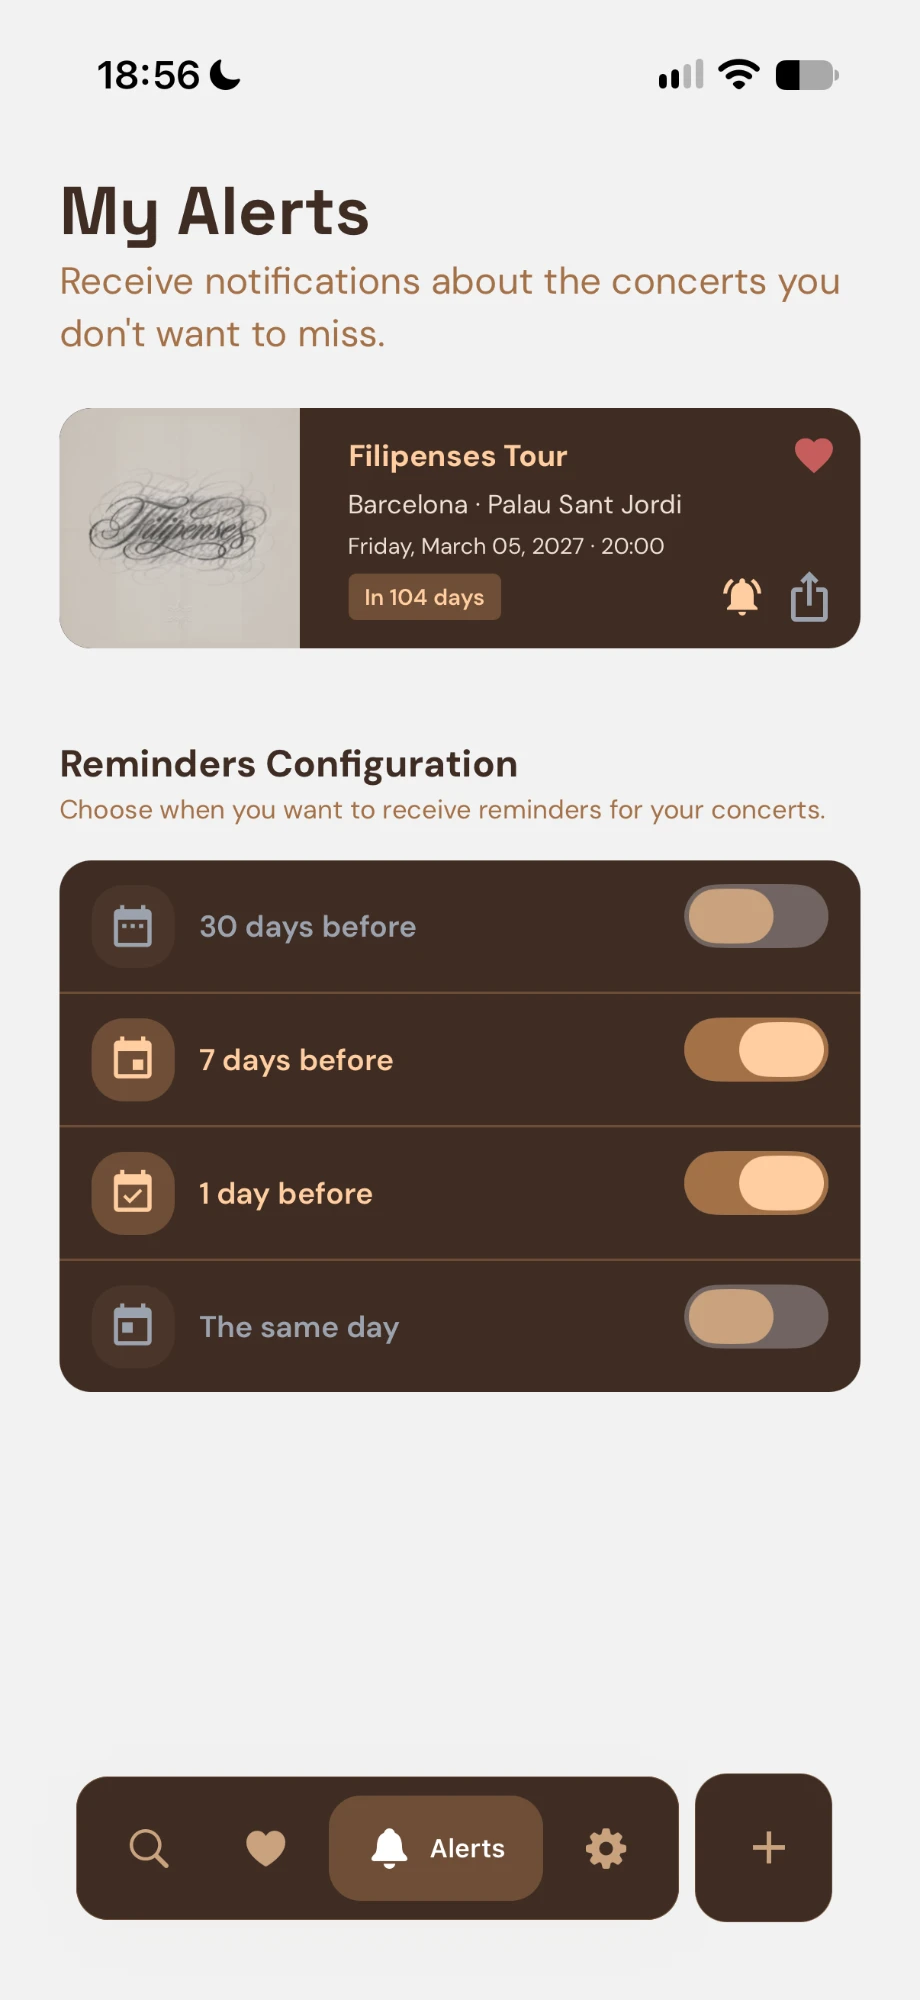 18:56
My Alerts
Receive notifications about the concerts you
don't want to miss.
Filipenses
Filipenses Tour
Barcelona · Palau Sant Jordi
Friday, March 05, 2027 · 20:00
In 104 days
Reminders Configuration
Choose when you want to receive reminders for your concerts.
30 days before
7 days before
1 day before
The same day
Alerts